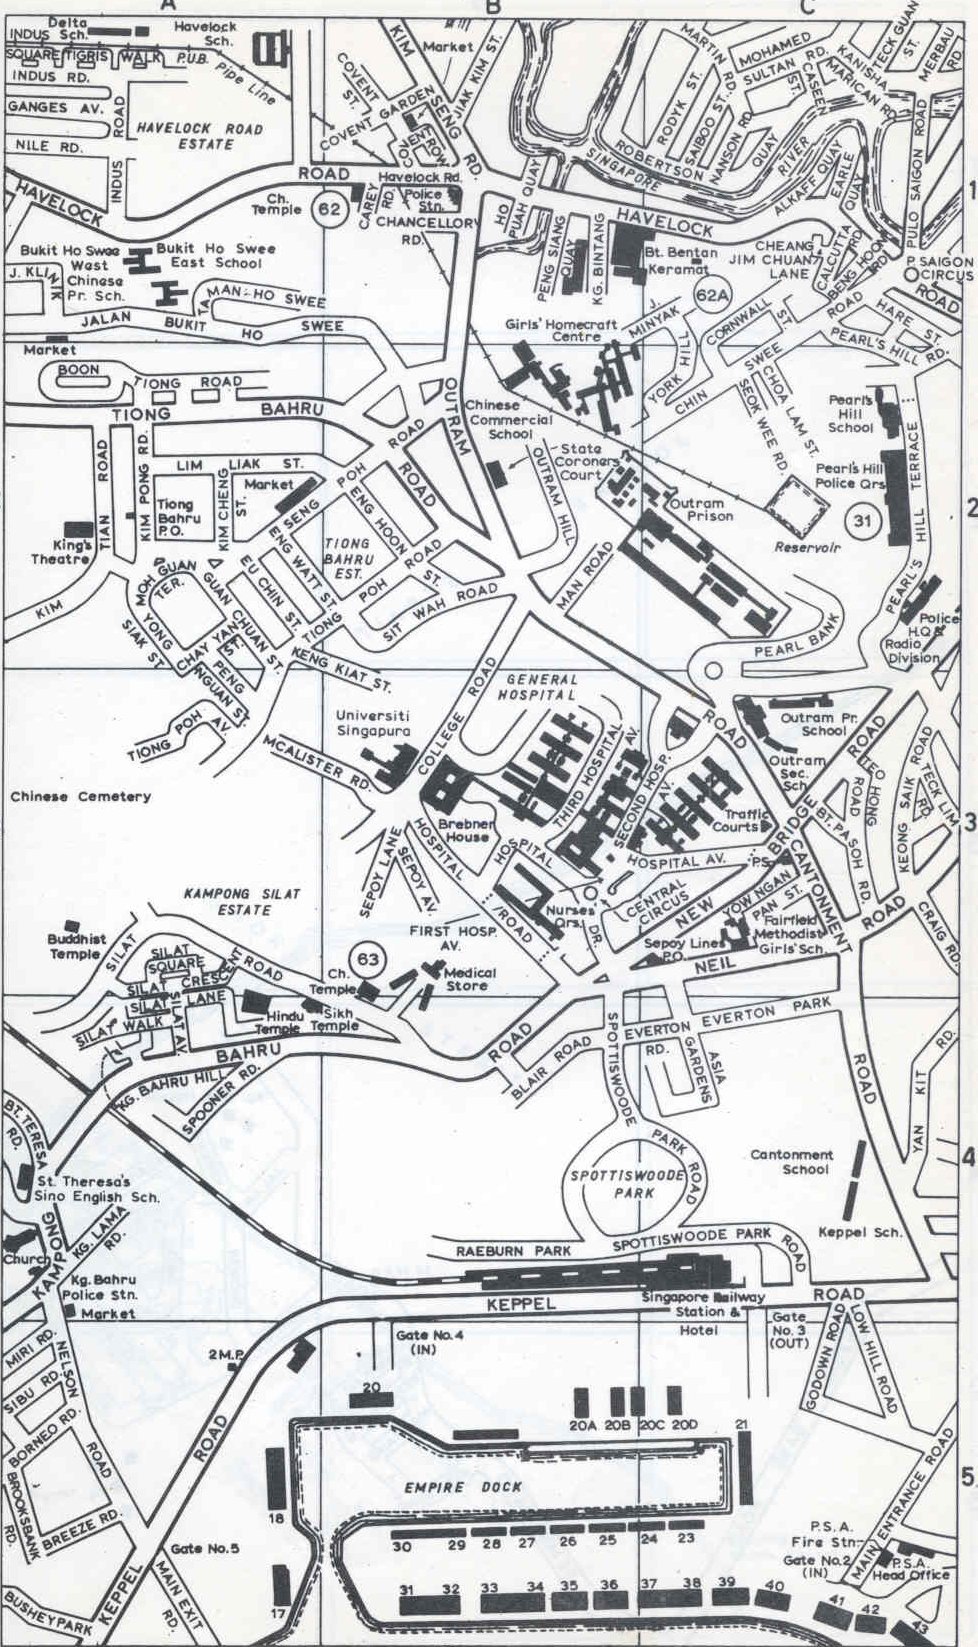 A
B
C
Delta
INDUS Sch.
Havelock
Sch.
SQUARE TIGRIS WALK P.U.B.
Pipe Line
INDUS RD.
GANGES AV.
NILE RD.
INDUS ROAD
HAVELOCK ROAD
ESTATE
HAVELOCK
ROAD
KIM
SENG
RD.
Market
COVENT ST.
COVENT GARDEN
NIAK KIM ST.
Havelock Rd.
Police
Stn.
Ch.
Temple
62
CAREY
RD.
CHANCELLORY
RD.
MARTIN RD.
MOHAMED
SULTAN RD.
KANISHA
MARICAN RD.
TECK GUAN
ST.
MERBAU
RD.
RODYK ST.
SAIBOO ST.
NANSON RD.
CASEEN
ST.
ROBERTSON
QUAY
SINGAPORE
RIVER
ALKAFF QUAY
EARLE
QUAY
PULO SAIGON ROAD
1
HO
PUAH
QUAY
HAVELOCK
ROAD
PENG SIANG
QUAY
KG. BINTANG
Bt. Bentan
Keramat
CHEANG
JIM CHUAN
LANE
CALCUTTA
RD.
BENG HOON
RD.
P. SAIGON
CIRCUS
Bukit Ho Swee
West
Chinese
Pr. Sch.
Bukit Ho Swee
East School
J. KLINIK
TA MAN HO SWEE
JALAN BUKIT HO SWEE
62A
J.
MINYAK
CORNWALL
ST.
Girls' Homecraft
Centre
YORK HILL
CHIN SWEE ROAD
HARE ST.
PEARL'S HILL RD.
Market
BOON
TIONG ROAD
TIONG BAHRU
ROAD
OUTRAM
ROAD
Chinese
Commercial
School
SEOK WEE RD.
CHOA LAM ST.
Pearl's
Hill
School
Pearl's Hill
Police Qrs
PEARL'S HILL TERRACE
2
State
Coroners
Court
OUTRAM HILL
Outram
Prison
Reservoir
31
TIAN ROAD
KIM
KIM PONG RD.
LIM LIAK ST.
Tiong
Bahru
P.O.
KIM CHENG
ST.
Market
SENG POH ROAD
King's
Theatre
ENG HOON
ST.
ENG WATT ST.
EU CHIN ST.
TIONG
BAHRU
EST.
TIONG POH ROAD
SIT WAH ROAD
MAN ROAD
MOH GUAN
TER.
YONG
SIAK ST.
GUAN CHUAN ST.
CHAY YAN
ST.
PENG
NGUAN ST.
KENG KIAT ST.
TIONG POH AV.
PEARL BANK
Police
H.Q &
Radio
Division
GENERAL
HOSPITAL
COLLEGE ROAD
Universiti
Singapura
MCALISTER RD.
Chinese Cemetery
Brebner
House
THIRD HOSPITAL
AV.
SECOND HOSP.
AV.
ROAD
Outram Pr.
School
Outram
Sec.
Sch.
Traffic
Courts
P.S.
TEO HONG
ROAD
BT. PASOH RD.
KEONG SAIK ROAD
TECK LIM
RD.
3
HOSPITAL AV.
HOSPITAL
DR.
HOSPITAL
ROAD
SEPOY LANE
SEPOY AV.
Nurses'
Qrs.
CENTRAL
CIRCUS
NEW BRIDGE ROAD
YOW NGAN
PAN ST.
CANTONMENT
ROAD
CRAIG RD.
Fairfield
Methodist
Girls' Sch.
Sepoy Lines
P.O.
NEIL
ROAD
FIRST HOSP.
AV.
KAMPONG SILAT
ESTATE
Buddhist
Temple
SILAT
ROAD
SILAT
SQUARE
SILAT CRESCENT
SILAT LANE
SILAT
WALK
SILAT AV.
Ch.
Temple
63
Medical
Store
Hindu
Temple
Sikh
Temple
BAHRU
ROAD
KG. BAHRU HILL
SPOONER RD.
BLAIR ROAD
SPOTTISWOODE
PARK ROAD
EVERTON
RD.
EVERTON PARK
ASIA
GARDENS
YAN KIT RD.
4
BT. TERESA
RD.
St. Theresa's
Sino English Sch.
KAMPONG
KG. LAMA
RD.
Church
Kg. Bahru
Police Stn.
Market
SPOTTISWOODE
PARK
Cantonment
School
Keppel Sch.
RAEBURN PARK
SPOTTISWOODE PARK
ROAD
KEPPEL
ROAD
Singapore Railway
Station &
Hotel
Gate No. 4
(IN)
Gate
No. 3
(OUT)
GODOWN ROAD
LOW HILL ROAD
MIRI RD.
SIBU RD.
BORNEO RD.
NELSON
ROAD
BROOKSBANK
RD.
BREEZE RD.
BUSHEY PARK
2 M.P.
ROAD
KEPPEL
Gate No. 5
MAIN EXIT
RD.
20
20A 20B 20C 20D
21
5
EMPIRE DOCK
18
17
30 29 28 27 26 25 24 23
31 32 33 34 35 36 37 38 39 40
41 42 43
P.S.A.
Fire Stn.
Gate No. 2
(IN)
MAIN ENTRANCE ROAD
P.S.A.
Head Office